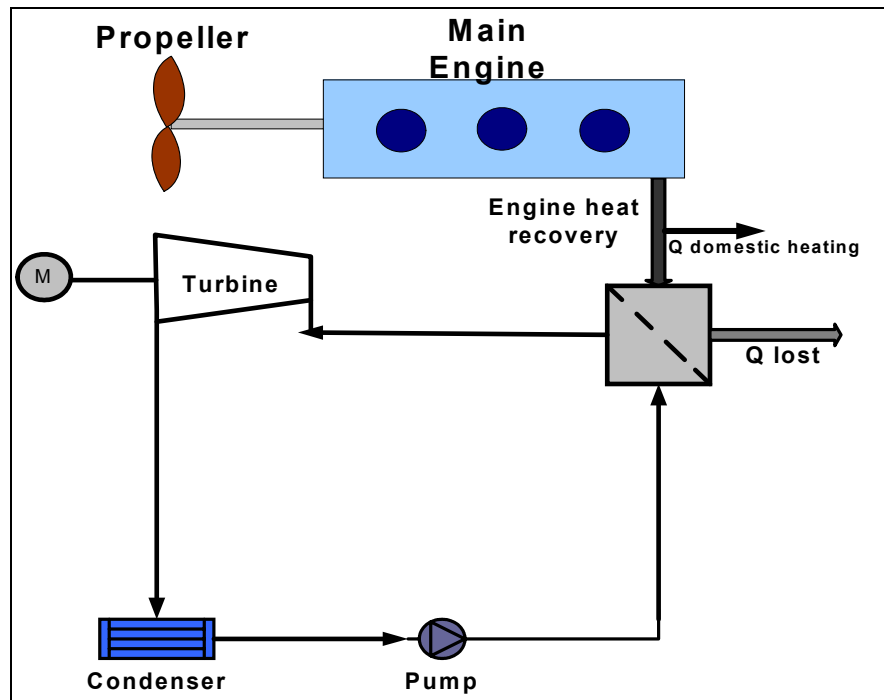 Propeller
Main
Engine
Engine heat
recovery
Q domestic heating
M
Turbine
Q lost
Condenser
Pump